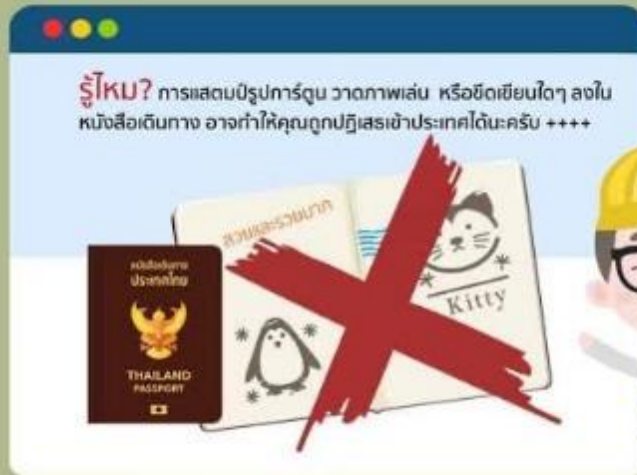 รู้ไหม? การแสตมป์รูปการ์ตูน วาดภาพเล่น หรือขีดเขียนใดๆ ลงใน
หนังสือเดินทาง อาจทำให้คุณถูกปฏิเสธเข้าประเทศได้นะครับ ++++
สวยและรวยมาก
Kitty
หนังสือเดินทาง
ประเทศไทย
THAILAND
PASSPORT